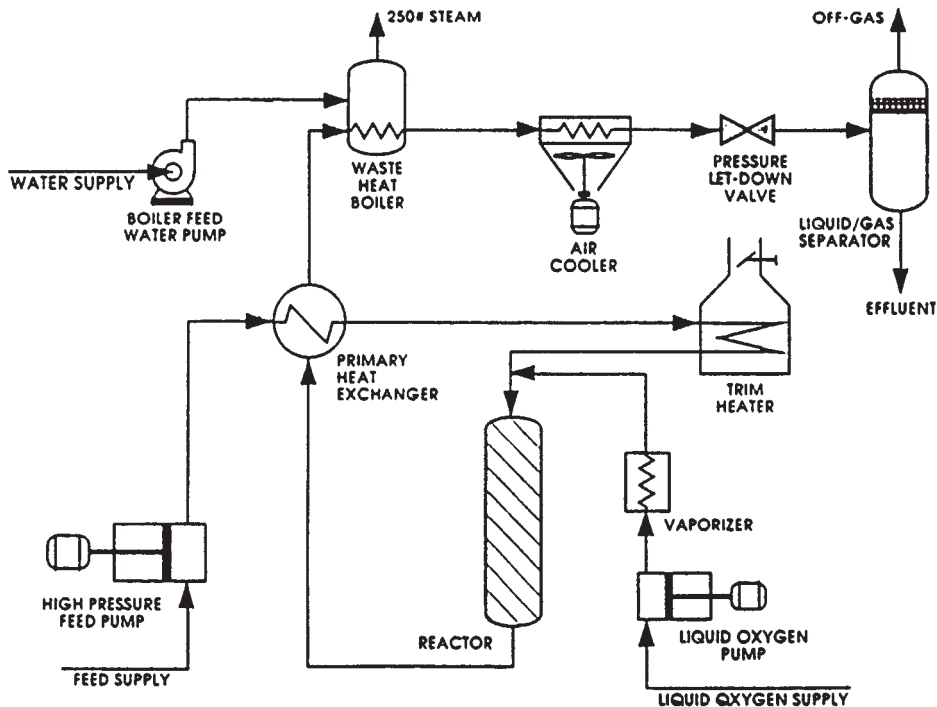 250# STEAM
OFF-GAS
WATER SUPPLY
BOILER FEED
WATER PUMP
WASTE
HEAT
BOILER
AIR
COOLER
PRESSURE
LET-DOWN
VALVE
LIQUID/GAS
SEPARATOR
EFFLUENT
PRIMARY
HEAT
EXCHANGER
TRIM
HEATER
VAPORIZER
HIGH PRESSURE
FEED PUMP
FEED SUPPLY
REACTOR
LIQUID OXYGEN
PUMP
LIQUID OXYGEN SUPPLY